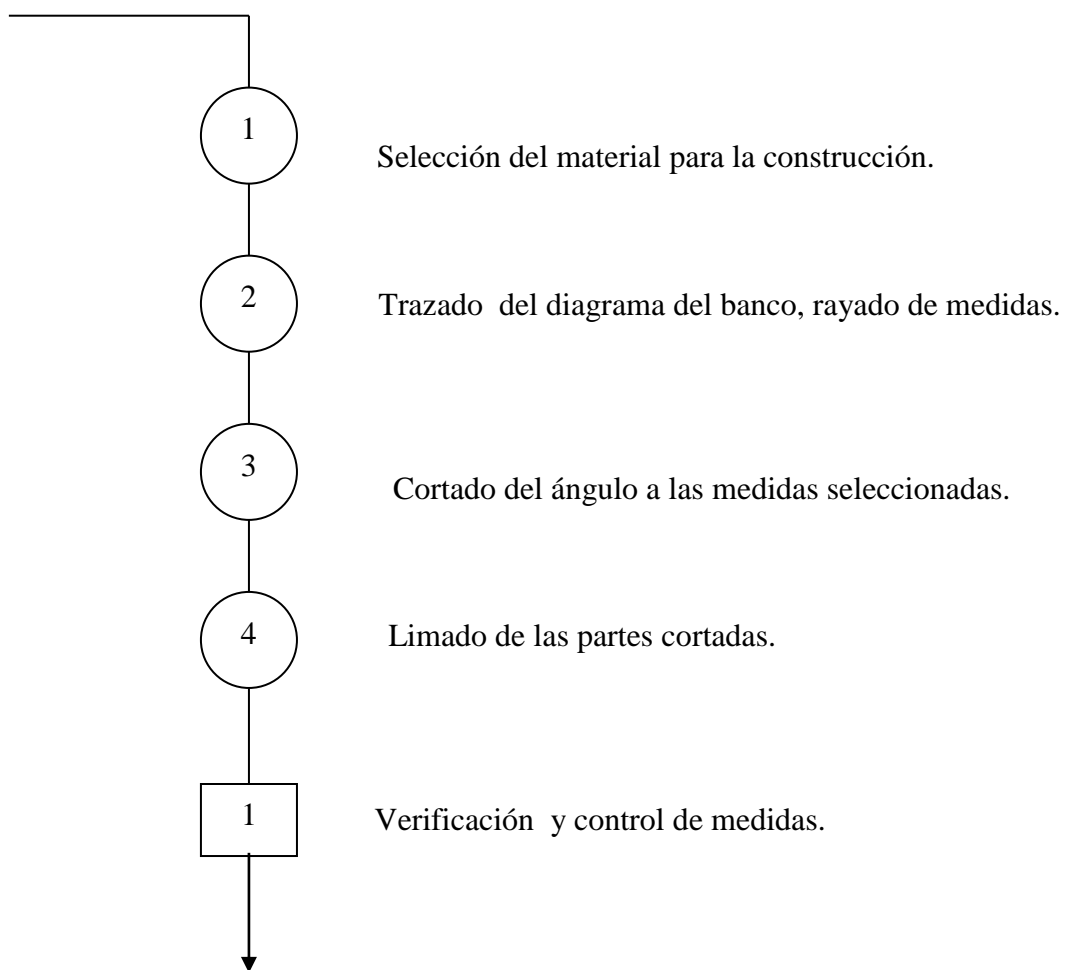 1
Selección del material para la construcción.
2
Trazado  del diagrama del banco, rayado de medidas.
3
Cortado del ángulo a las medidas seleccionadas.
4
Limado de las partes cortadas.
1
Verificación  y control de medidas.